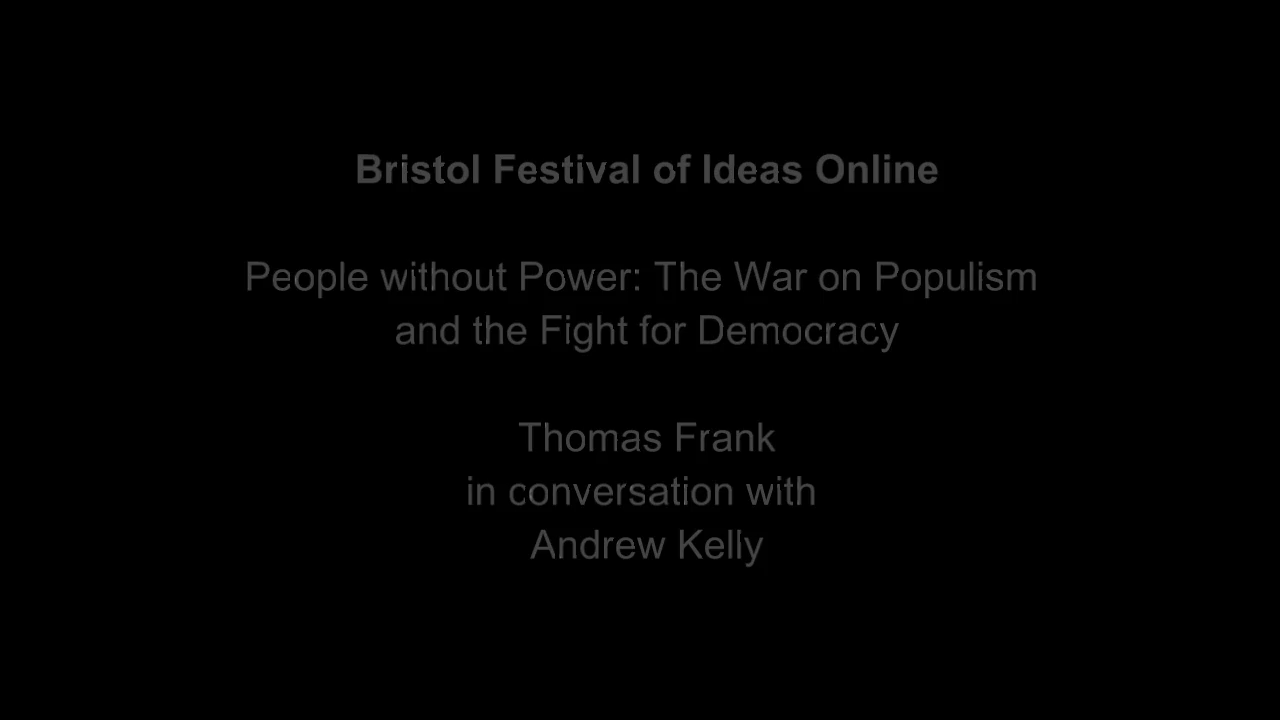 Bristol Festival of Ideas Online
People without Power: The War on Populism
and the Fight for Democracy
Thomas Frank
in conversation with
Andrew Kelly